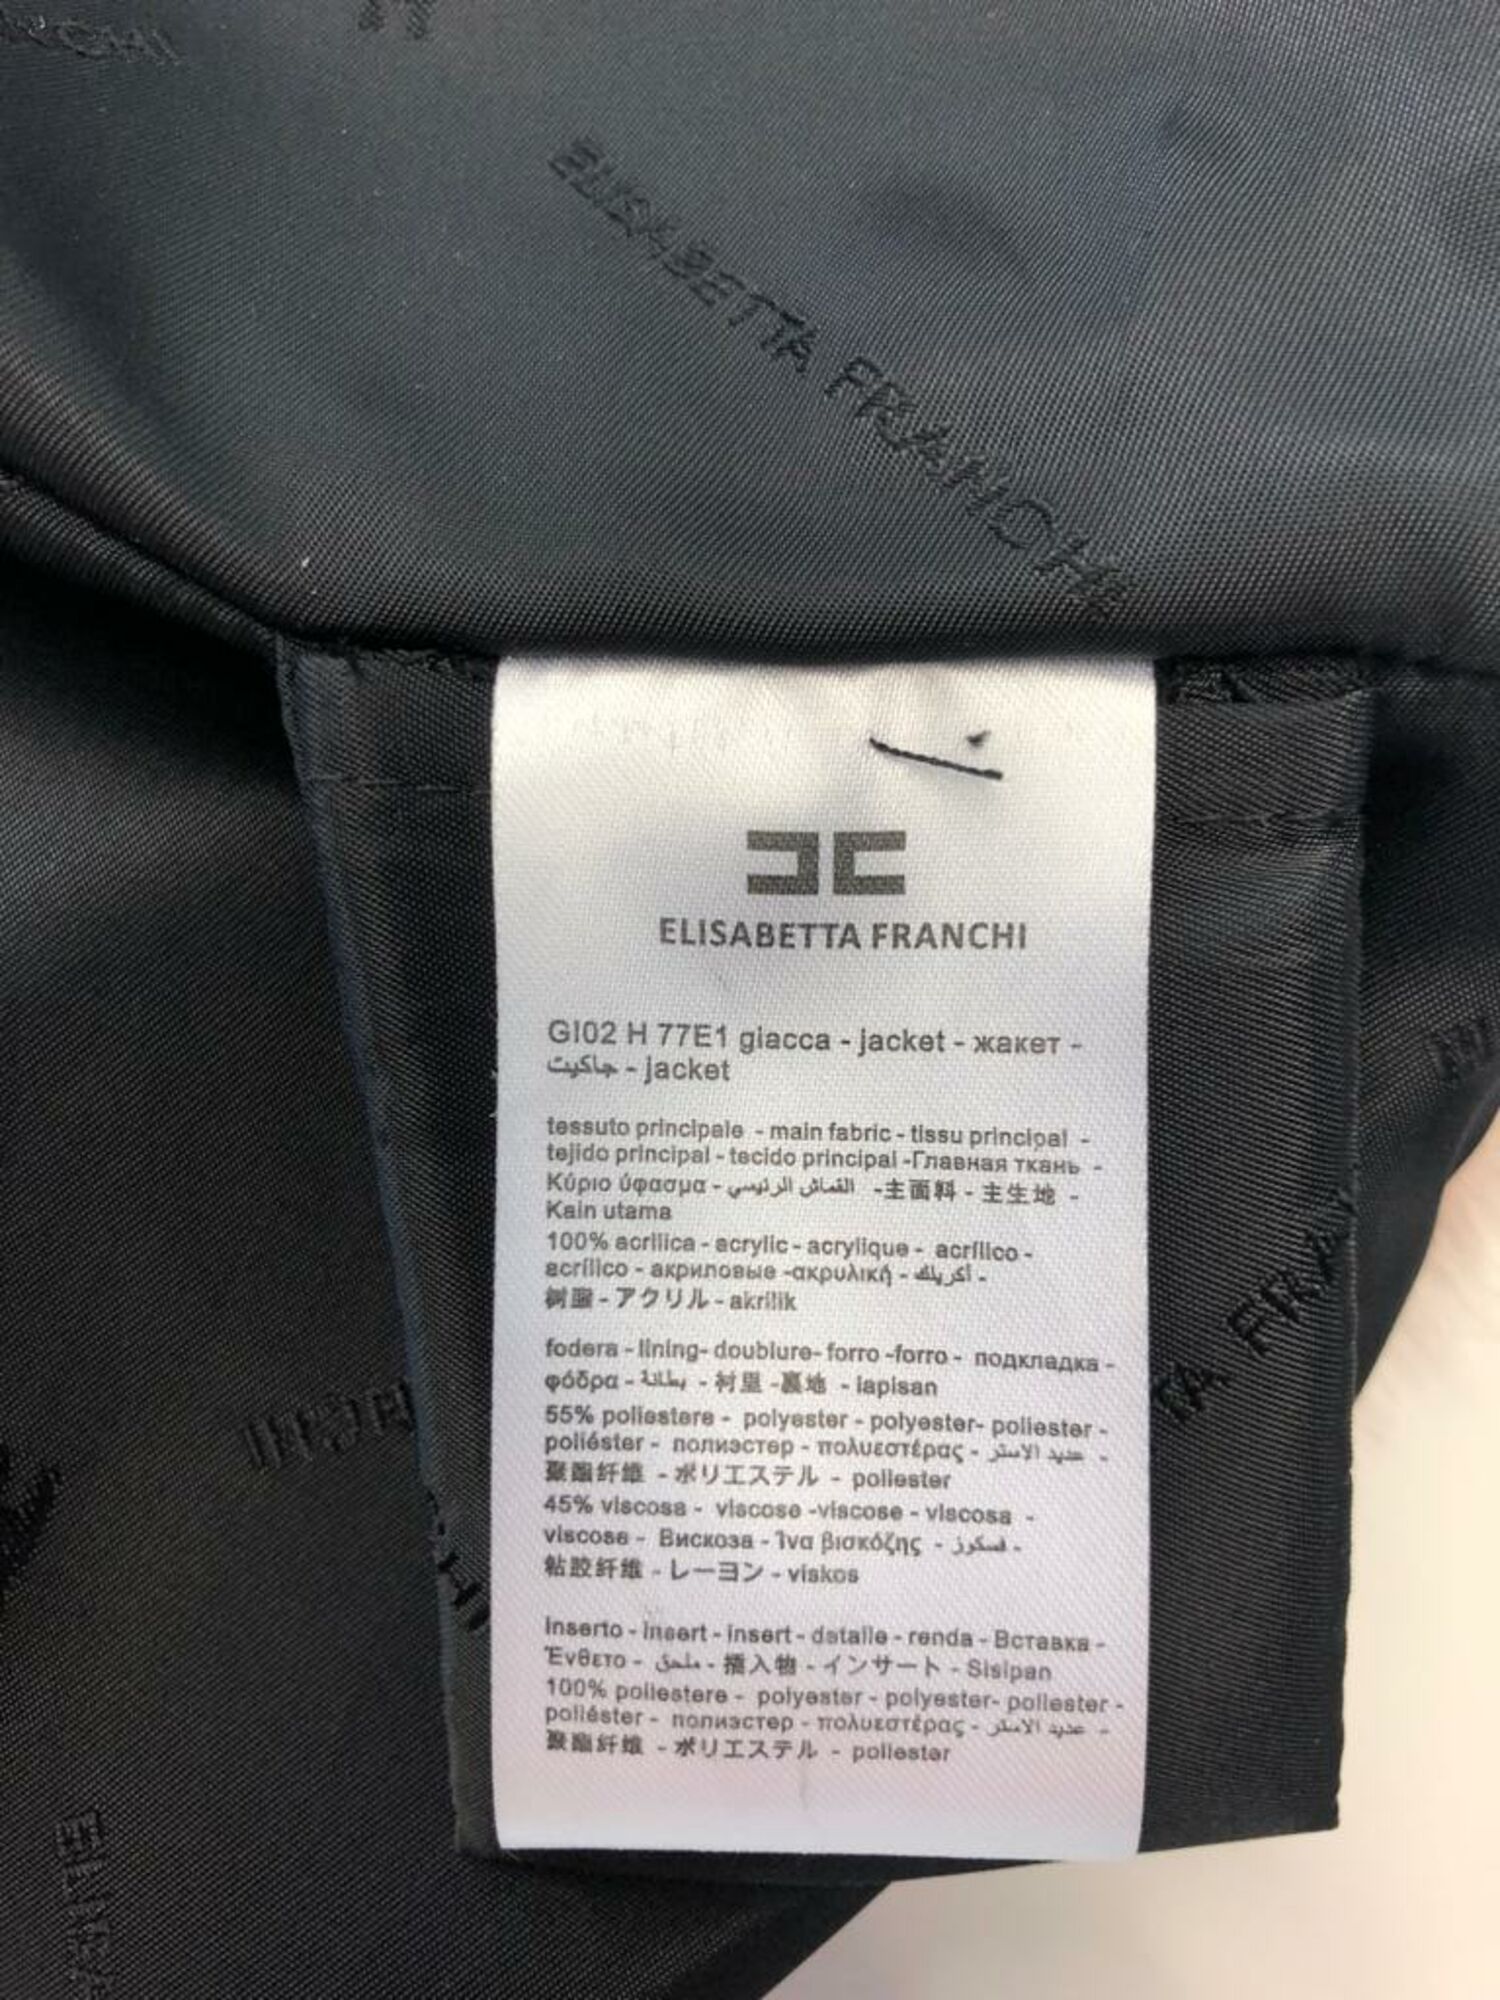 RCHI
ELISABETTA FRANCHI
ELISABETTA FRANCHI
GI02 H 77E1 giacca - jacket - жакет -
جاكيت - jacket
tessuto principale - main fabric - tissu principal -
tejido principal - tecido principal -Главная ткань -
Κύριο ύφασμα - القماش الرئيسي -主面料 - 主生地 -
Kain utama
100% acrilica - acrylic - acrylique - acrílico -
acrílico - акриловые -ακρυλική - أكريلك -
树脂 - アクリル - akrilik
fodera - lining- doublure- forro -forro - подкладка -
φόδρα - بطانة -衬里 -裏地 - lapisan
55% poliestere - polyester - polyester- poliester -
poliéster - полиэстер - πολυεστέρας - عديد الاستر -
聚酯纤维 - ポリエステル - poliester
45% viscosa - viscose -viscose - viscosa -
viscose - Вискоза - Ίνα βισκόζης - فسكوز -
粘胶纤维 - レーヨン - viskos
Inserto - insert - insert - detalle - renda - Вставка -
Ένθετο - ملحق - 插入物 - インサート - Sisipan
100% poliestere - polyester - polyester- poliester -
poliéster - полиэстер - πολυεστέρας - عديد الاستر -
聚酯纤维 - ポリエステル - poliester
TA FRA